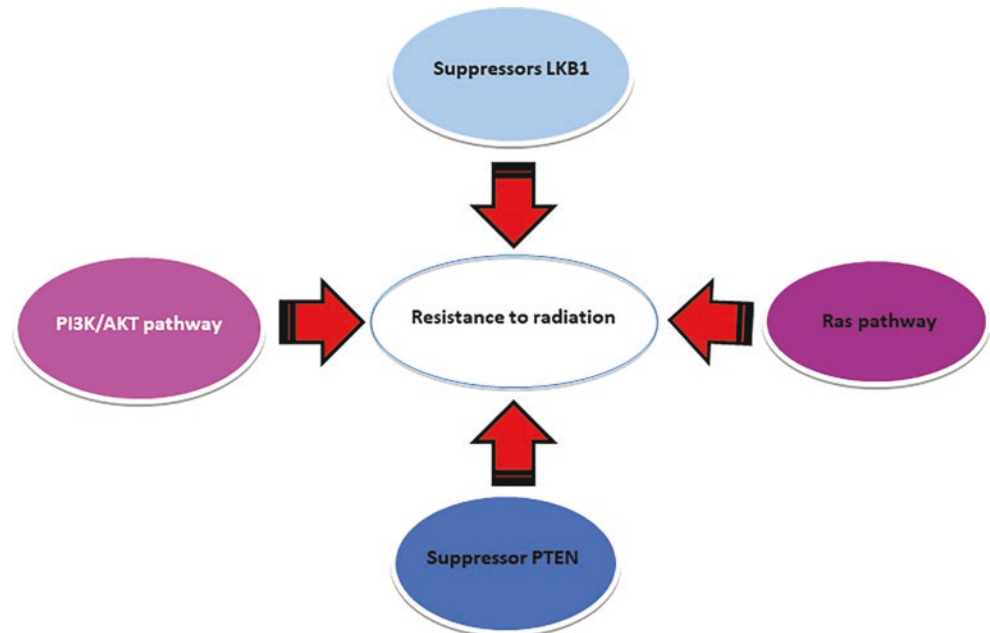 Suppressors LKB1
PI3K/AKT pathway
Resistance to radiation
Ras pathway
Suppressor PTEN